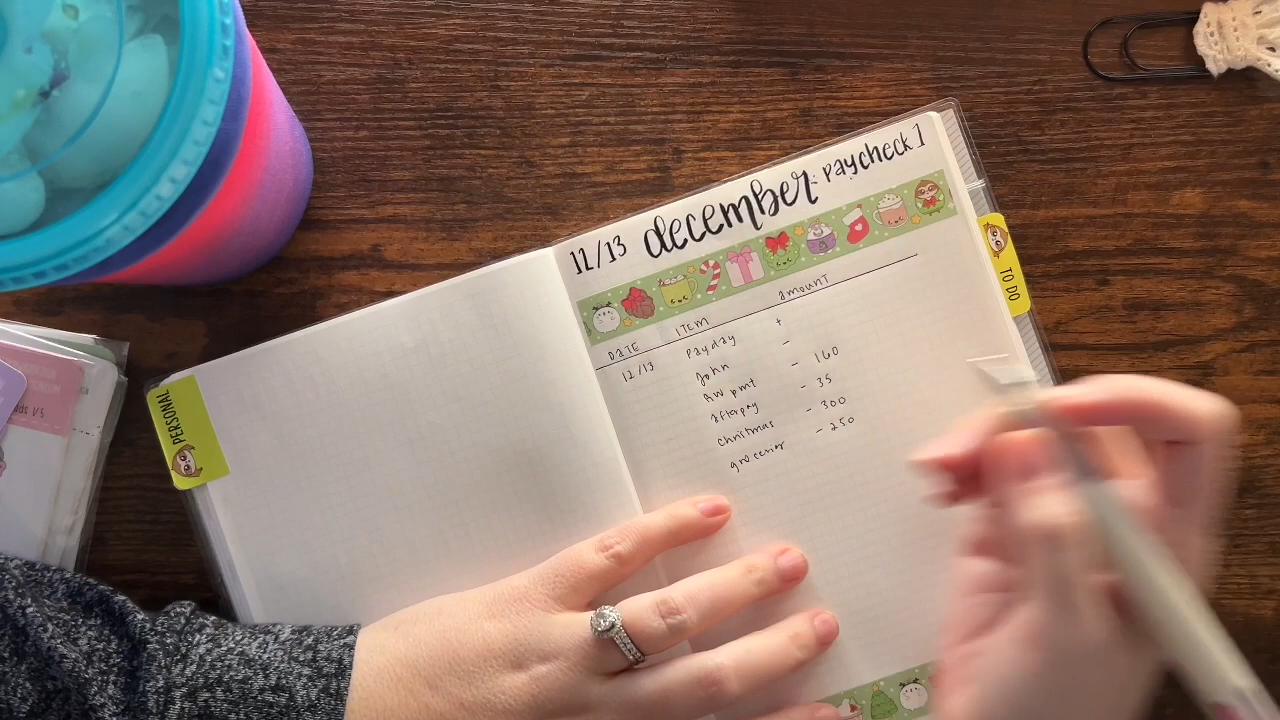 12/13 december: paycheck 1
DATE ITEM amount
12/13 Payday +
John -
AW pmt - 160
Afterpay - 35
christmas - 300
groceries - 250
PERSONAL
TO DO